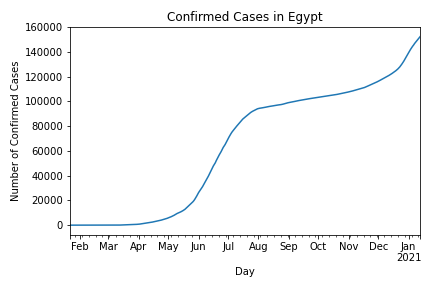 Confirmed Cases in Egypt
Number of Confirmed Cases
160000
140000
120000
100000
80000
60000
40000
20000
0
Feb Mar Apr May Jun Jul Aug Sep Oct Nov Dec Jan
2021
Day